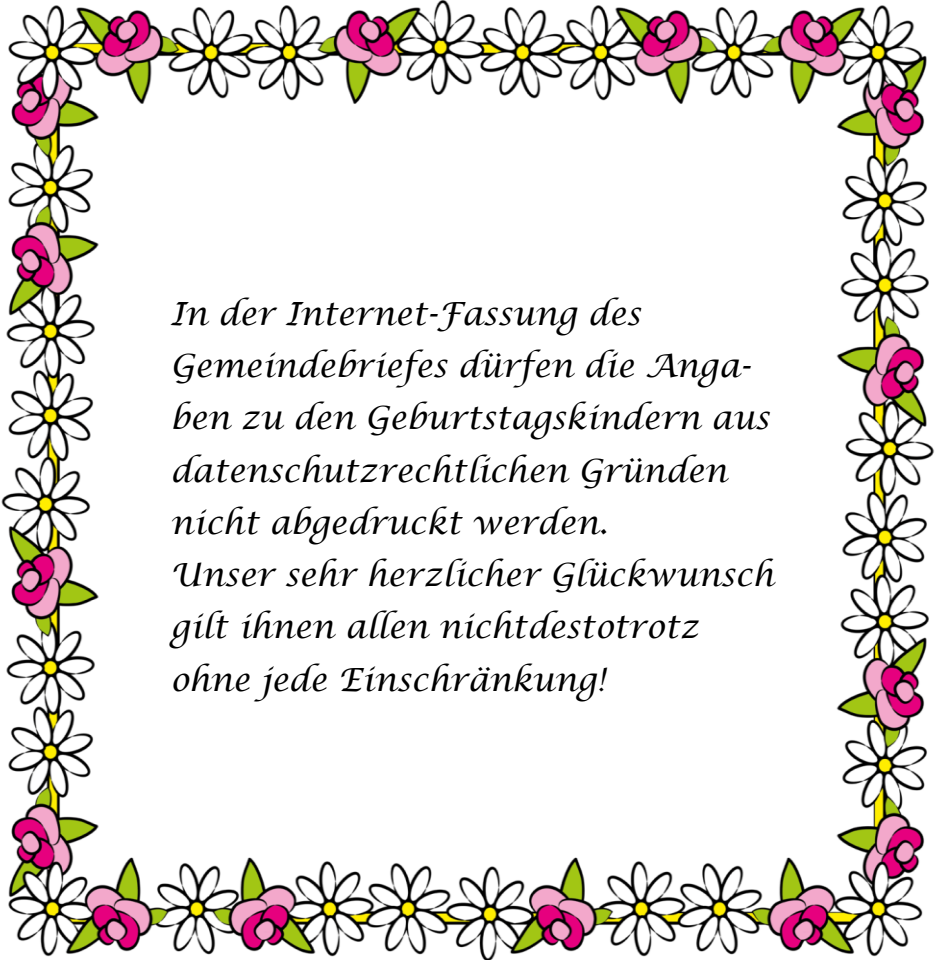 In der Internet-Fassung des
Gemeindebriefes dürfen die Anga-
ben zu den Geburtstagskindern aus
datenschutzrechtlichen Gründen
nicht abgedruckt werden.
Unser sehr herzlicher Glückwunsch
gilt ihnen allen nichtdestotrotz
ohne jede Einschränkung!